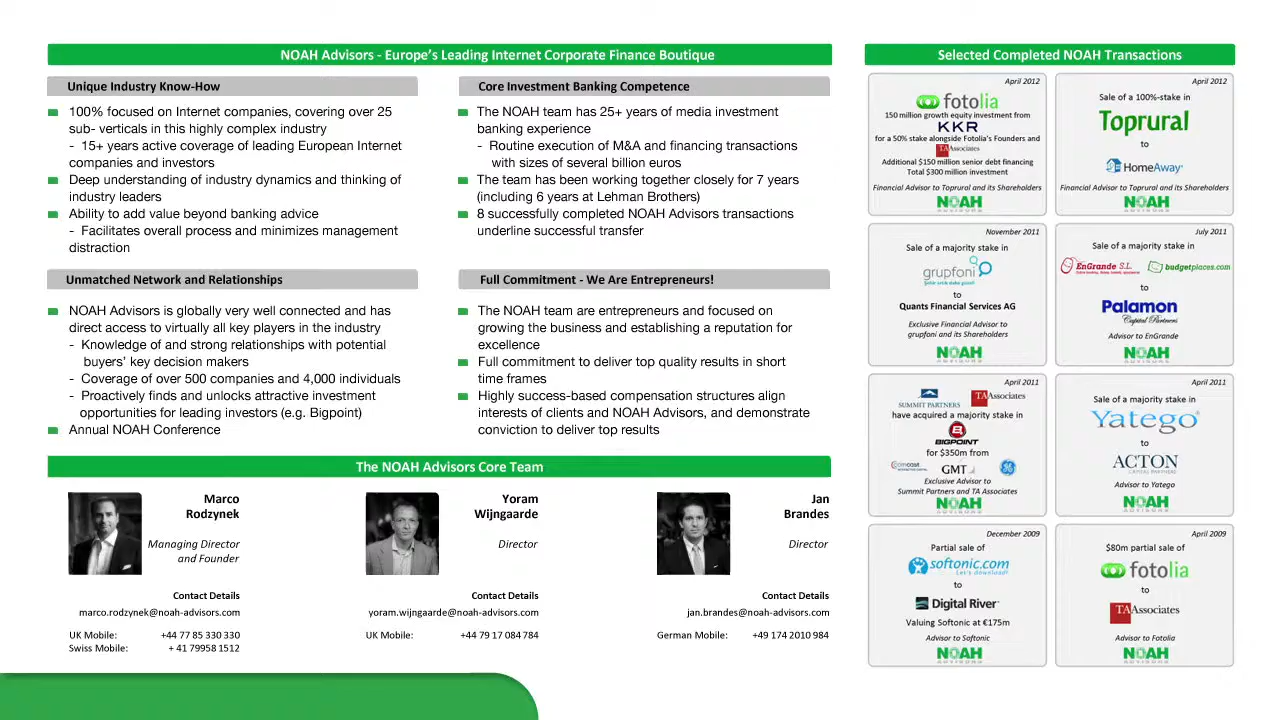 NOAH Advisors - Europe's Leading Internet Corporate Finance Boutique
Unique Industry Know-How
100% focused on Internet companies, covering over 25
sub- verticals in this highly complex industry
- 15+ years active coverage of leading European Internet
companies and investors
Deep understanding of industry dynamics and thinking of
industry leaders
Ability to add value beyond banking advice
- Facilitates overall process and minimizes management
distraction
Core Investment Banking Competence
The NOAH team has 25+ years of media investment
banking experience
- Routine execution of M&A and financing transactions
with sizes of several billion euros
The team has been working together closely for 7 years
(including 6 years at Lehman Brothers)
8 successfully completed NOAH Advisors transactions
underline successful transfer
Unmatched Network and Relationships
NOAH Advisors is globally very well connected and has
direct access to virtually all key players in the industry
- Knowledge of and strong relationships with potential
buyers' key decision makers
- Coverage of over 500 companies and 4,000 individuals
- Proactively finds and unlocks attractive investment
opportunities for leading investors (e.g. Bigpoint)
Annual NOAH Conference
Full Commitment - We Are Entrepreneurs!
The NOAH team are entrepreneurs and focused on
growing the business and establishing a reputation for
excellence
Full commitment to deliver top quality results in short
time frames
Highly success-based compensation structures align
interests of clients and NOAH Advisors, and demonstrate
conviction to deliver top results
The NOAH Advisors Core Team
Marco
Rodzynek
Managing Director
and Founder
Contact Details
marco.rodzynek@noah-advisors.com
UK Mobile: +44 77 85 330 330
Swiss Mobile: + 41 79958 1512
Yoram
Wijngaarde
Director
Contact Details
yoram.wijngaarde@noah-advisors.com
UK Mobile: +44 79 17 084 784
Jan
Brandes
Director
Contact Details
jan.brandes@noah-advisors.com
German Mobile: +49 174 2010 984
Selected Completed NOAH Transactions
April 2012
fotolia
150 million growth equity investment from
KKR
for a 50% stake alongside Fotolia's Founders and
TA Associates
Additional $150 million senior debt financing
Total $300 million investment
Financial Advisor to Toprural and its Shareholders
NOAH
ADVISORS
April 2012
Sale of a 100%-stake in
Toprural
to
HomeAway
Financial Advisor to Toprural and its Shareholders
NOAH
ADVISORS
November 2011
Sale of a majority stake in
grupfoni
to
Quants Financial Services AG
Exclusive Financial Advisor to
grupfoni and its Shareholders
NOAH
ADVISORS
July 2011
Sale of a majority stake in
EnGrande S.L. budgetplaces.com
to
Palamon
Capital Partners
Advisor to EnGrande
NOAH
ADVISORS
April 2011
SUMMIT PARTNERS TA Associates
have acquired a majority stake in
BIGPOINT
for $350m from
comcast GMT GE
Exclusive Advisor to
Summit Partners and TA Associates
NOAH
ADVISORS
April 2011
Sale of a majority stake in
Yatego
to
ACTON
CAPITAL PARTNERS
Advisor to Yatego
NOAH
ADVISORS
December 2009
Partial sale of
softonic.com
Let's download!
to
Digital River
Valuing Softonic at €175m
Advisor to Softonic
NOAH
ADVISORS
April 2009
$80m partial sale of
fotolia
to
TA Associates
Advisor to Fotolia
NOAH
ADVISORS